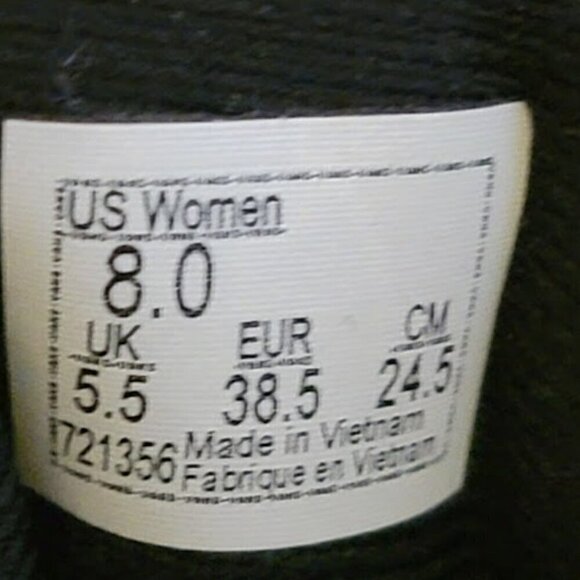 US Women
8.0
UK EUR CM
5.5 38.5 24.5
721356 Made in Vietnam
Fabrique en Vietnam